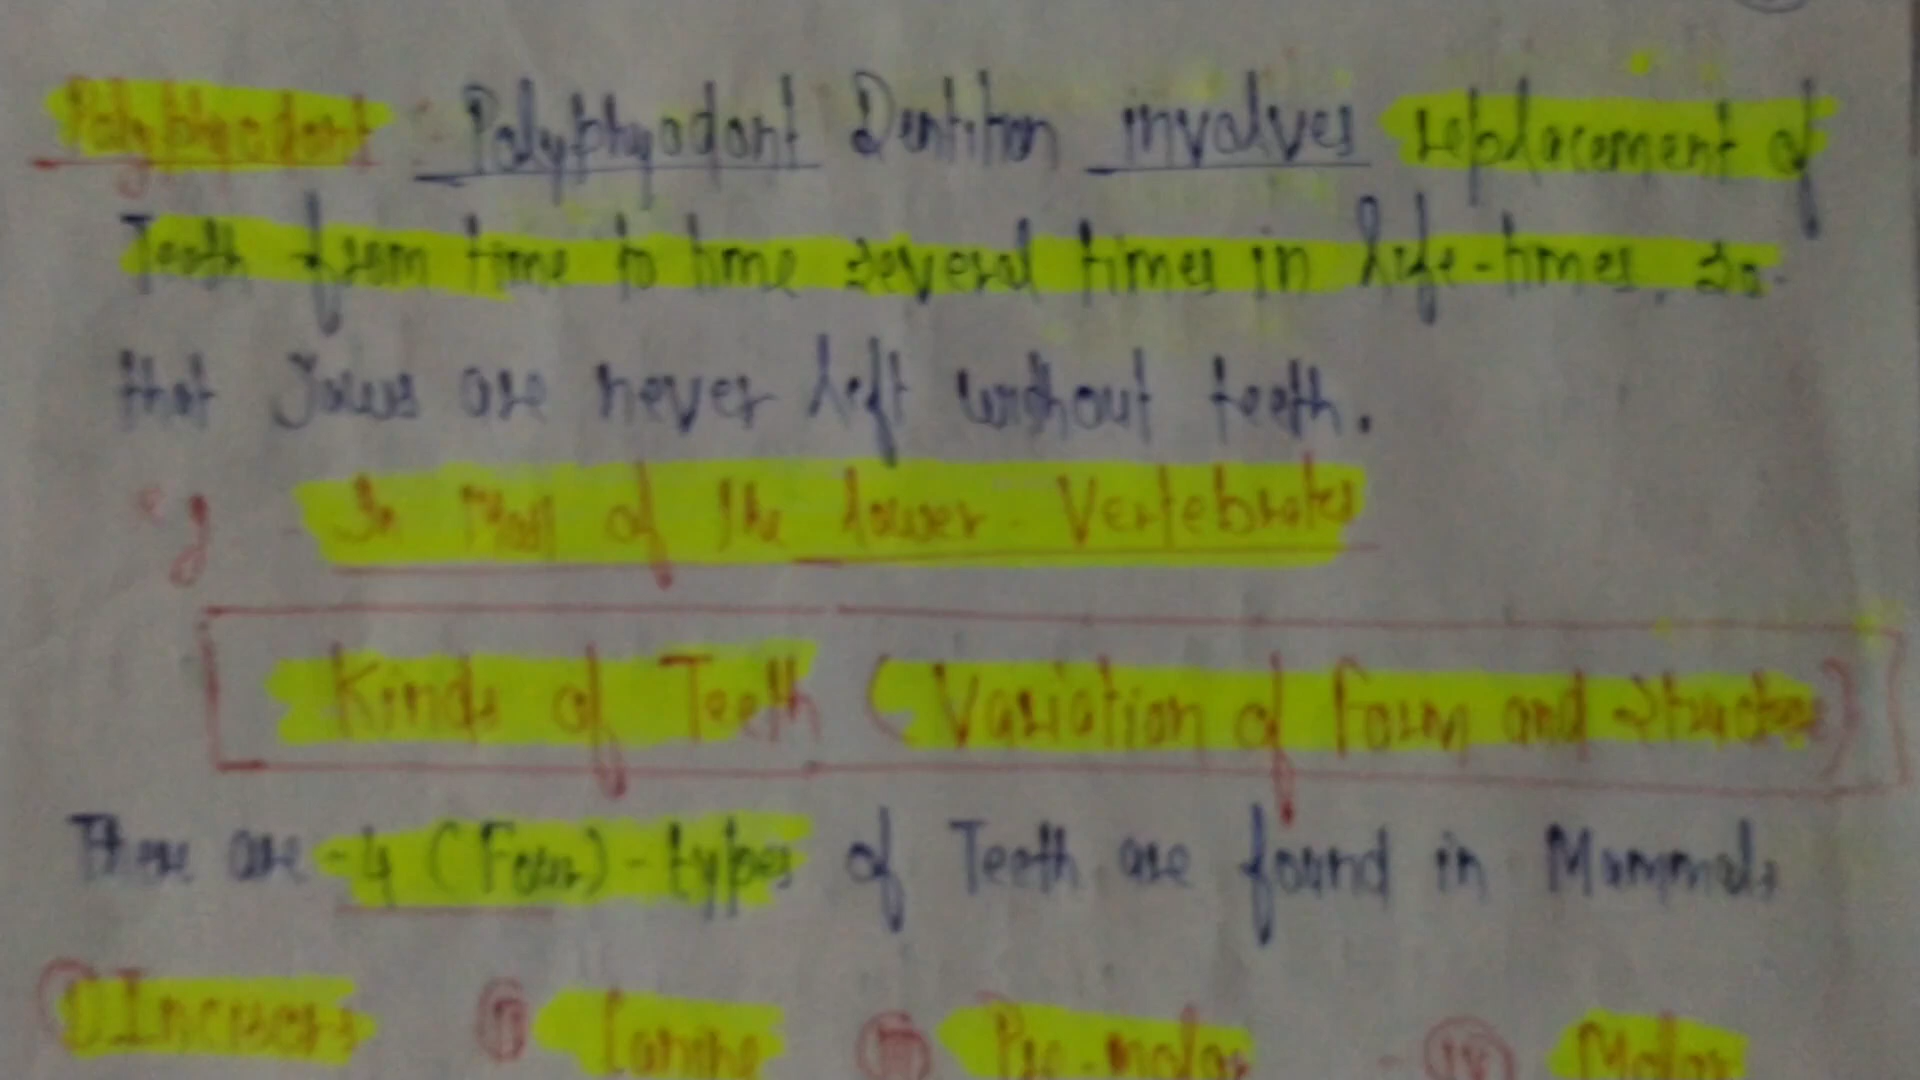 Polyphyodont :- Polyphyodont Dentition involves replacement of
Teeth from time to time several times in life-times, so-
that Jaws are never left without teeth.
e.g. - In Most of the lower Vertebrates
Kinds of Teeth (Variation of Form and Structure)
There are -4 (Four)-types of Teeth are found in Mammals
(i) Incisors (ii) Canine (iii) Pre-molar - (iv) Molar